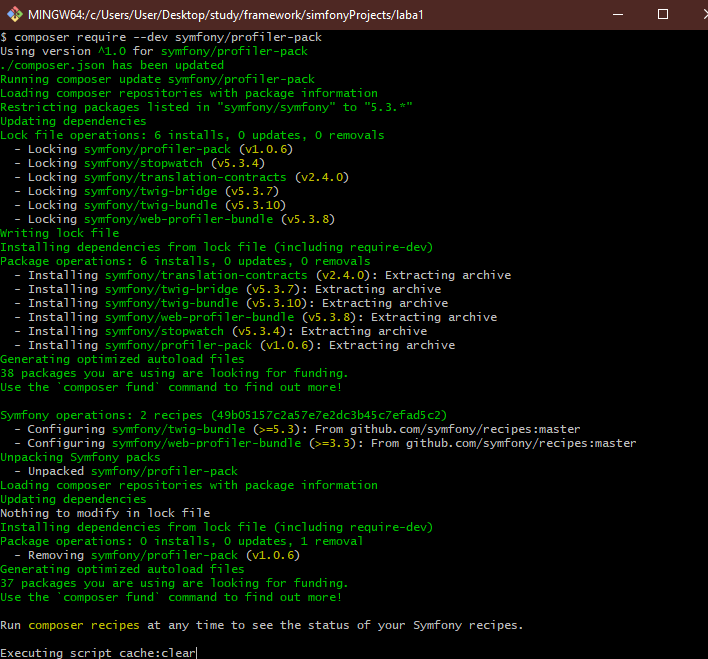 MINGW64:/c/Users/User/Desktop/study/framework/simfonyProjects/laba1
$ composer require --dev symfony/profiler-pack
Using version ^1.0 for symfony/profiler-pack
./composer.json has been updated
Running composer update symfony/profiler-pack
Loading composer repositories with package information
Restricting packages listed in "symfony/symfony" to "5.3.*"
Updating dependencies
Lock file operations: 6 installs, 0 updates, 0 removals
  - Locking symfony/profiler-pack (v1.0.6)
  - Locking symfony/stopwatch (v5.3.4)
  - Locking symfony/translation-contracts (v2.4.0)
  - Locking symfony/twig-bridge (v5.3.7)
  - Locking symfony/twig-bundle (v5.3.10)
  - Locking symfony/web-profiler-bundle (v5.3.8)
Writing lock file
Installing dependencies from lock file (including require-dev)
Package operations: 6 installs, 0 updates, 0 removals
  - Installing symfony/translation-contracts (v2.4.0): Extracting archive
  - Installing symfony/twig-bridge (v5.3.7): Extracting archive
  - Installing symfony/twig-bundle (v5.3.10): Extracting archive
  - Installing symfony/web-profiler-bundle (v5.3.8): Extracting archive
  - Installing symfony/stopwatch (v5.3.4): Extracting archive
  - Installing symfony/profiler-pack (v1.0.6): Extracting archive
Generating optimized autoload files
38 packages you are using are looking for funding.
Use the `composer fund` command to find out more!
Symfony operations: 2 recipes (49b05157c2a57e7e2dc3b45c7efad5c2)
  - Configuring symfony/twig-bundle (>=5.3): From github.com/symfony/recipes:master
  - Configuring symfony/web-profiler-bundle (>=3.3): From github.com/symfony/recipes:master
Unpacking Symfony packs
  - Unpacked symfony/profiler-pack
Loading composer repositories with package information
Updating dependencies
Nothing to modify in lock file
Installing dependencies from lock file (including require-dev)
Package operations: 0 installs, 0 updates, 1 removal
  - Removing symfony/profiler-pack (v1.0.6)
Generating optimized autoload files
37 packages you are using are looking for funding.
Use the `composer fund` command to find out more!
Run composer recipes at any time to see the status of your Symfony recipes.
Executing script cache:clear